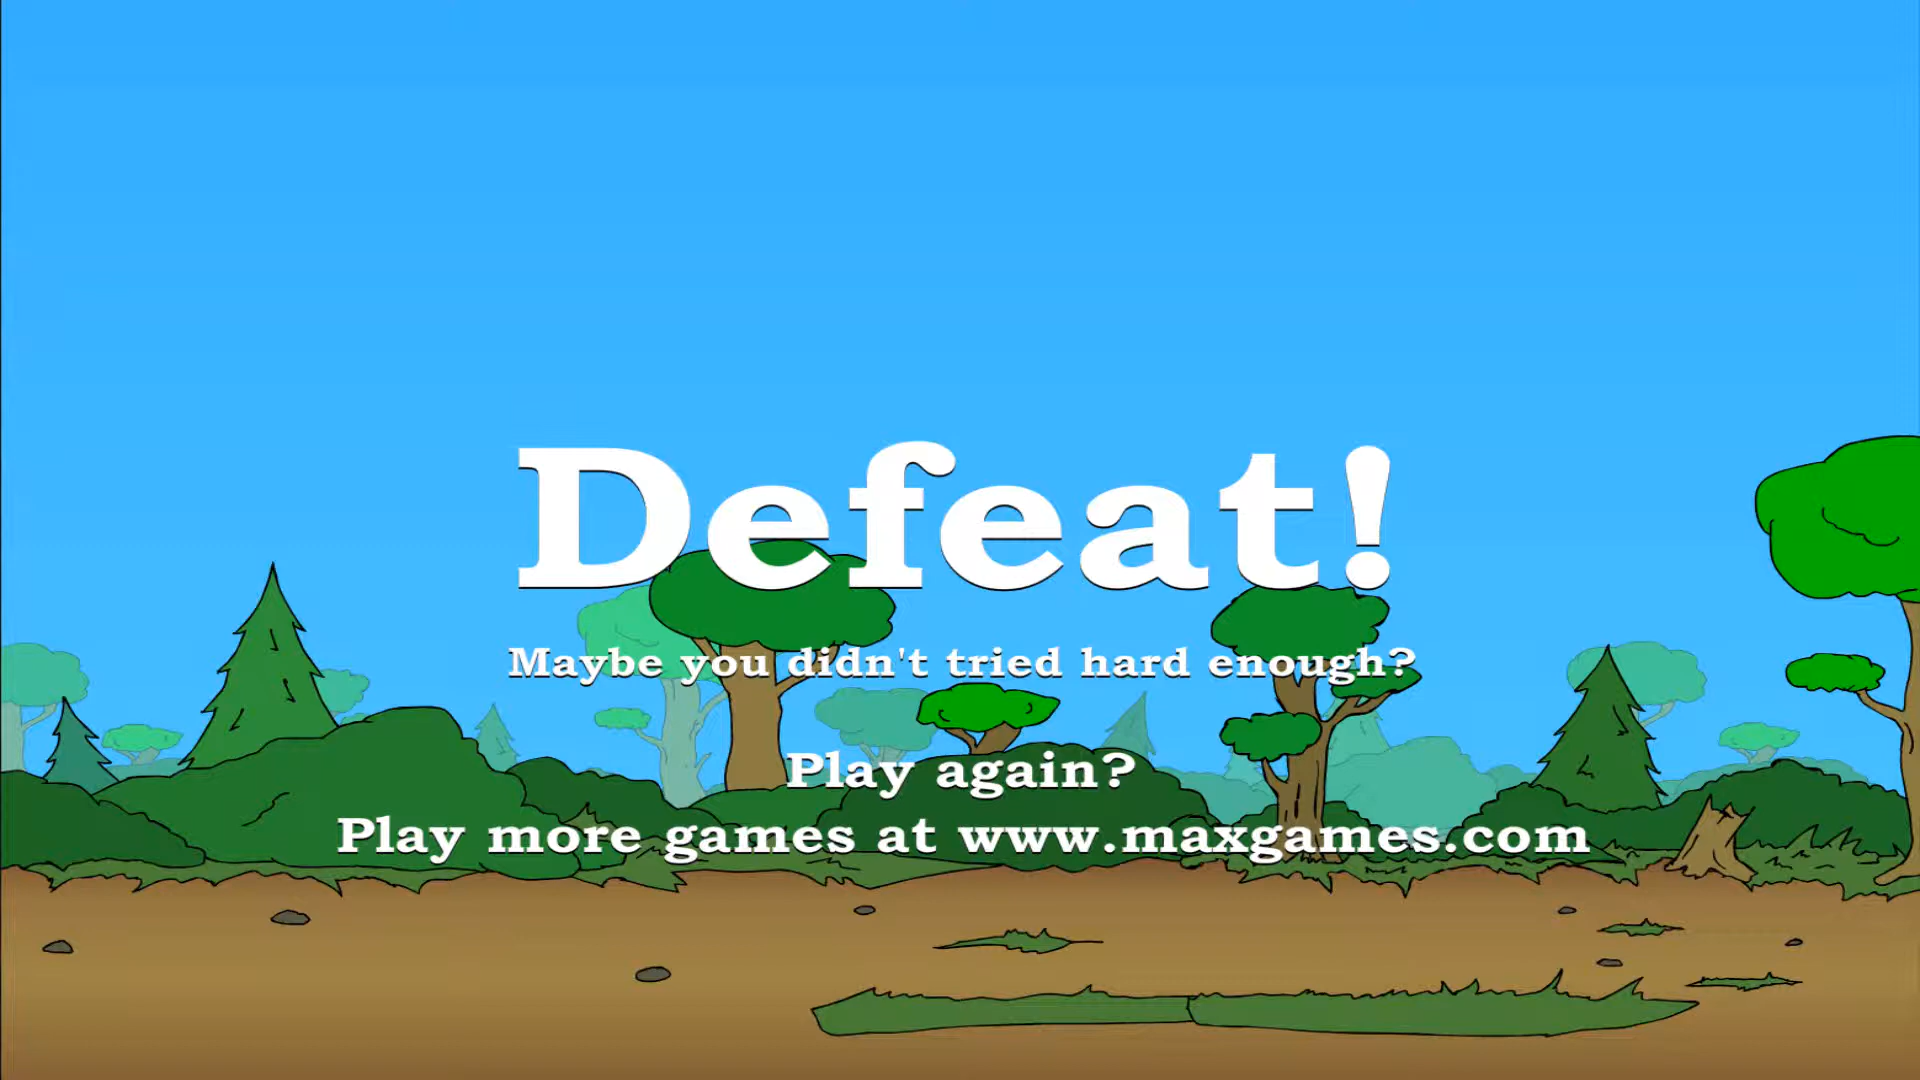 Defeat!
Maybe you didn't tried hard enough?
Play again?
Play more games at www.maxgames.com